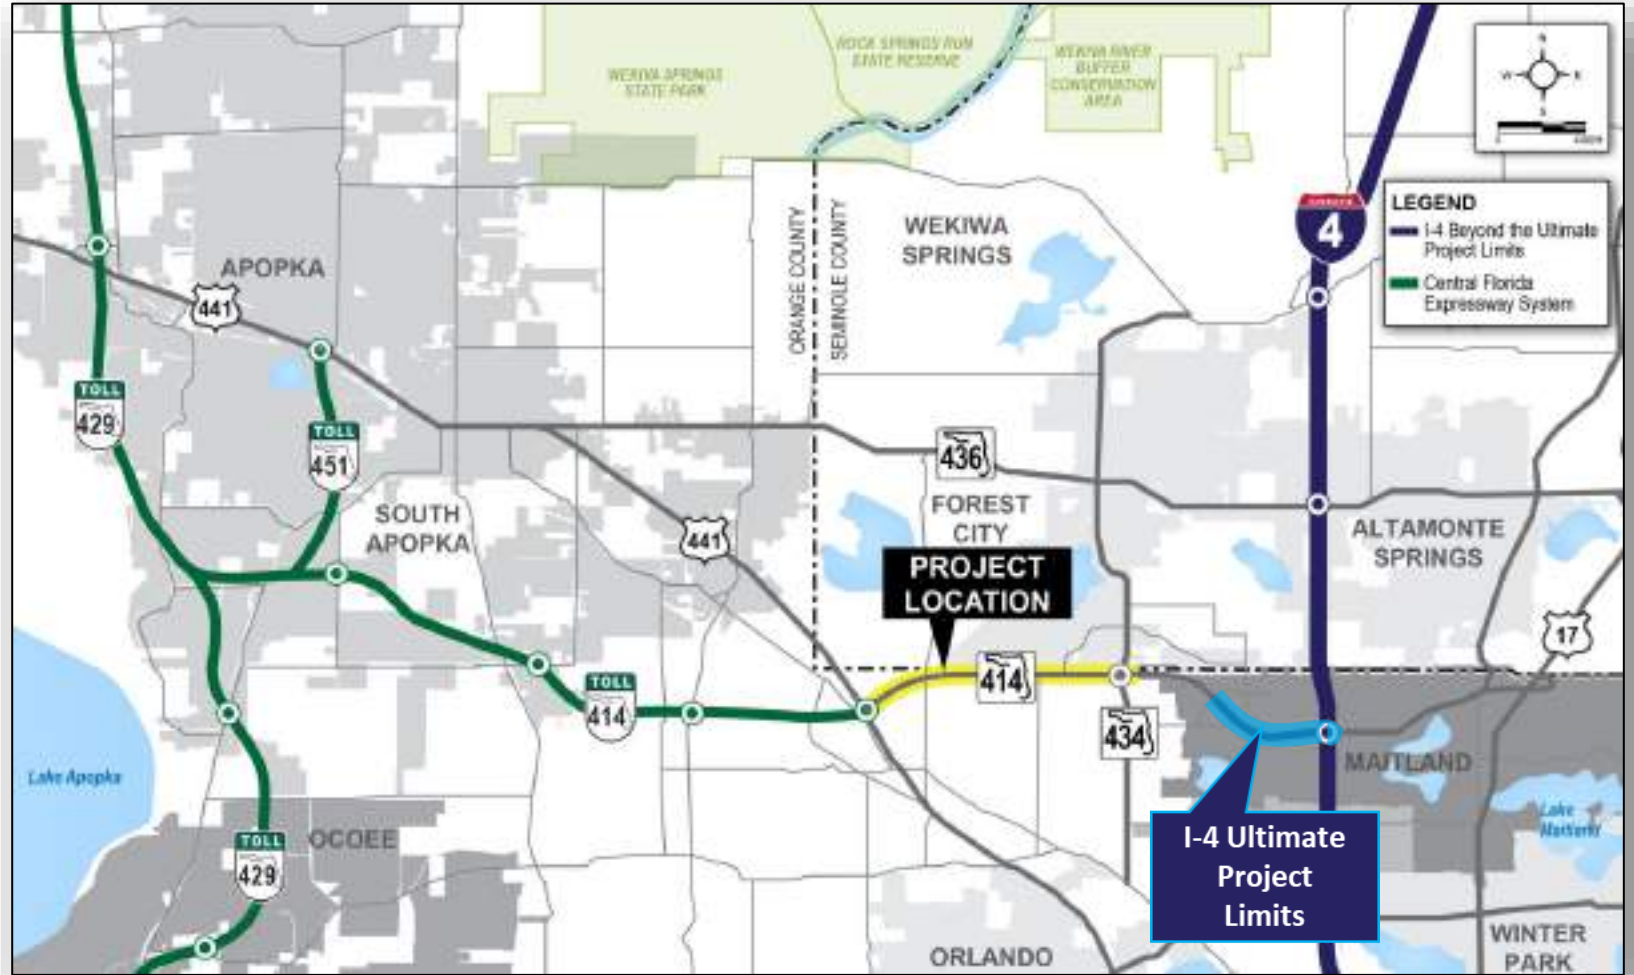 WEKIWA SPRINGS
STATE PARK
ROCK SPRINGS RUN
STATE RESERVE
WEKIVA RIVER
BUFFER
CONSERVATION
AREA
N
W
E
S
LEGEND
I-4 Beyond the Ultimate
Project Limits
Central Florida
Expressway System
4
ORANGE COUNTY
SEMINOLE COUNTY
WEKIWA
SPRINGS
APOPKA
441
TOLL
429
TOLL
451
436
SOUTH
APOPKA
441
FOREST
CITY
ALTAMONTE
SPRINGS
PROJECT
LOCATION
17
414
TOLL
414
434
MAITLAND
Lake Apopka
Lake
Maitland
OCOEE
TOLL
429
I-4 Ultimate
Project
Limits
ORLANDO
WINTER
PARK